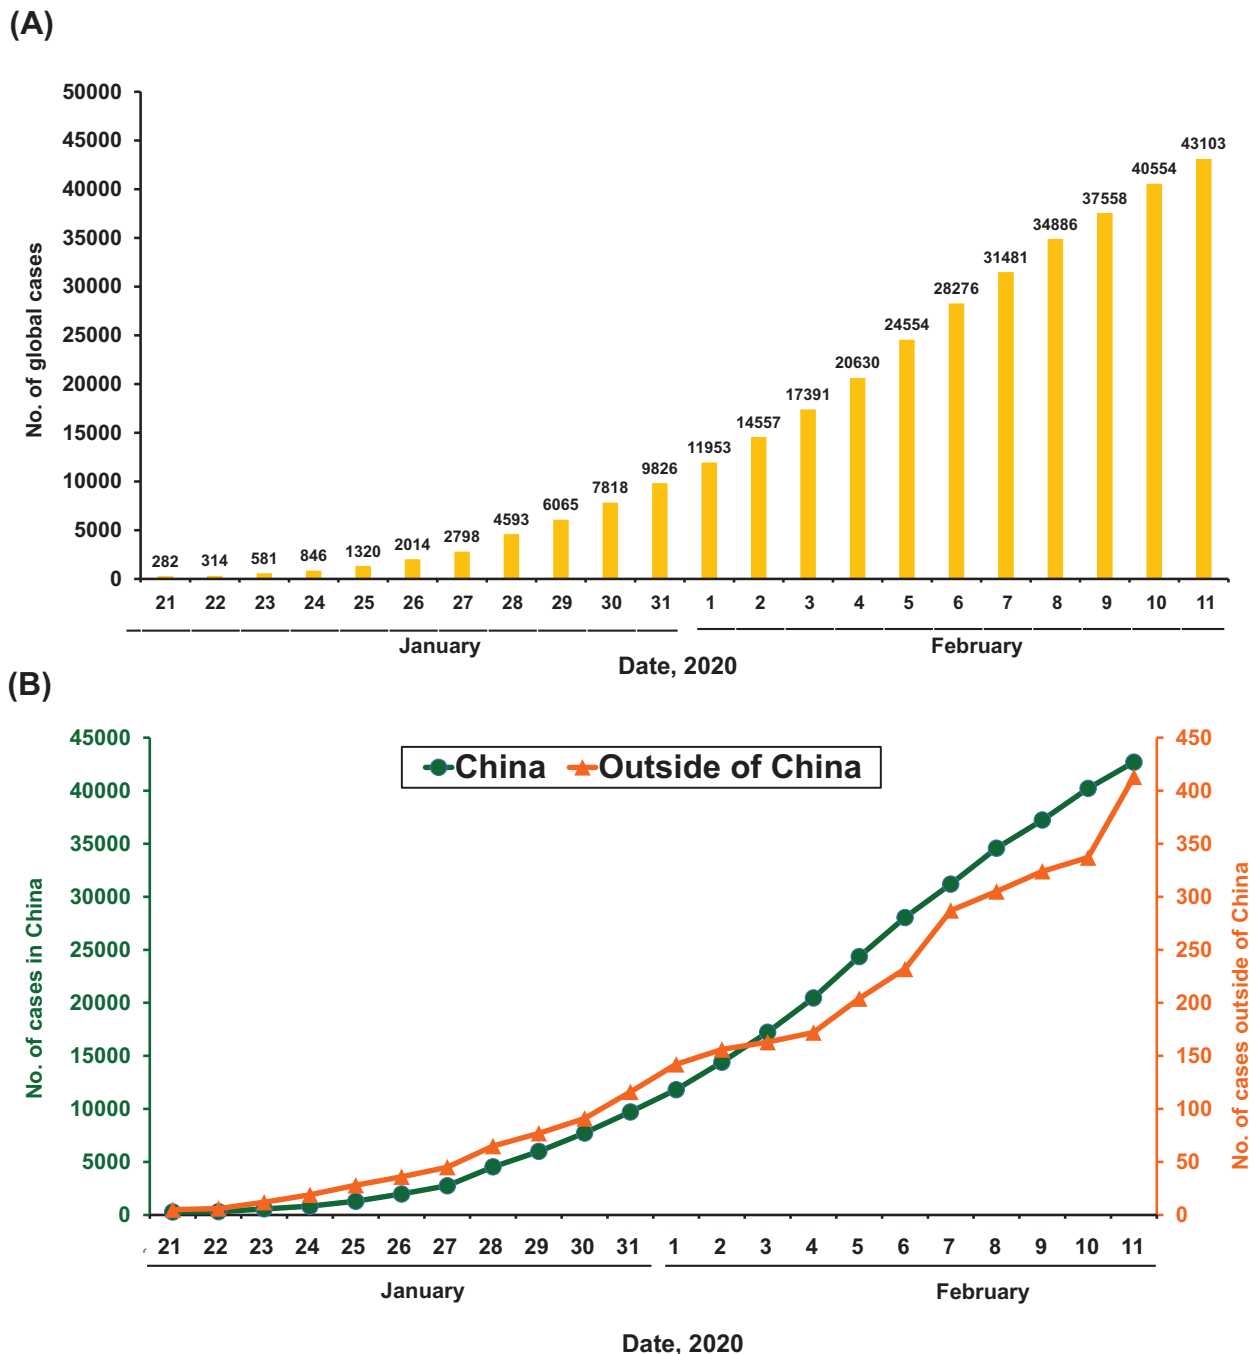 (A)
50000
45000
40000
35000
30000
25000
20000
15000
10000
5000
0
No. of global cases
282 314 581 846 1320 2014 2798 4593 6065 7818 9826 11953 14557 17391 20630 24554 28276 31481 34886 37558 40554 43103
21 22 23 24 25 26 27 28 29 30 31 1 2 3 4 5 6 7 8 9 10 11
January February
Date, 2020
(B)
45000
40000
35000
30000
25000
20000
15000
10000
5000
0
No. of cases in China
China Outside of China
450
400
350
300
250
200
150
100
50
0
No. of cases outside of China
21 22 23 24 25 26 27 28 29 30 31 1 2 3 4 5 6 7 8 9 10 11
January February
Date, 2020